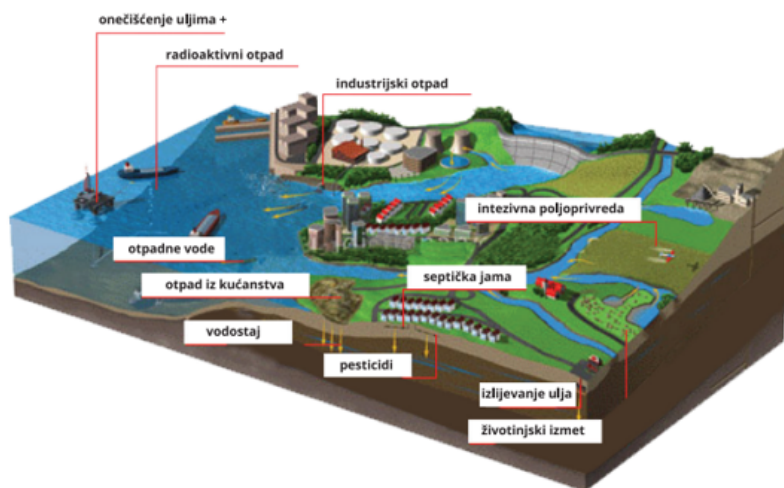 onečišćenje uljima +
radioaktivni otpad
industrijski otpad
intezivna poljoprivreda
otpadne vode
septička jama
otpad iz kućanstva
vodostaj
pesticidi
izlijevanje ulja
životinjski izmet